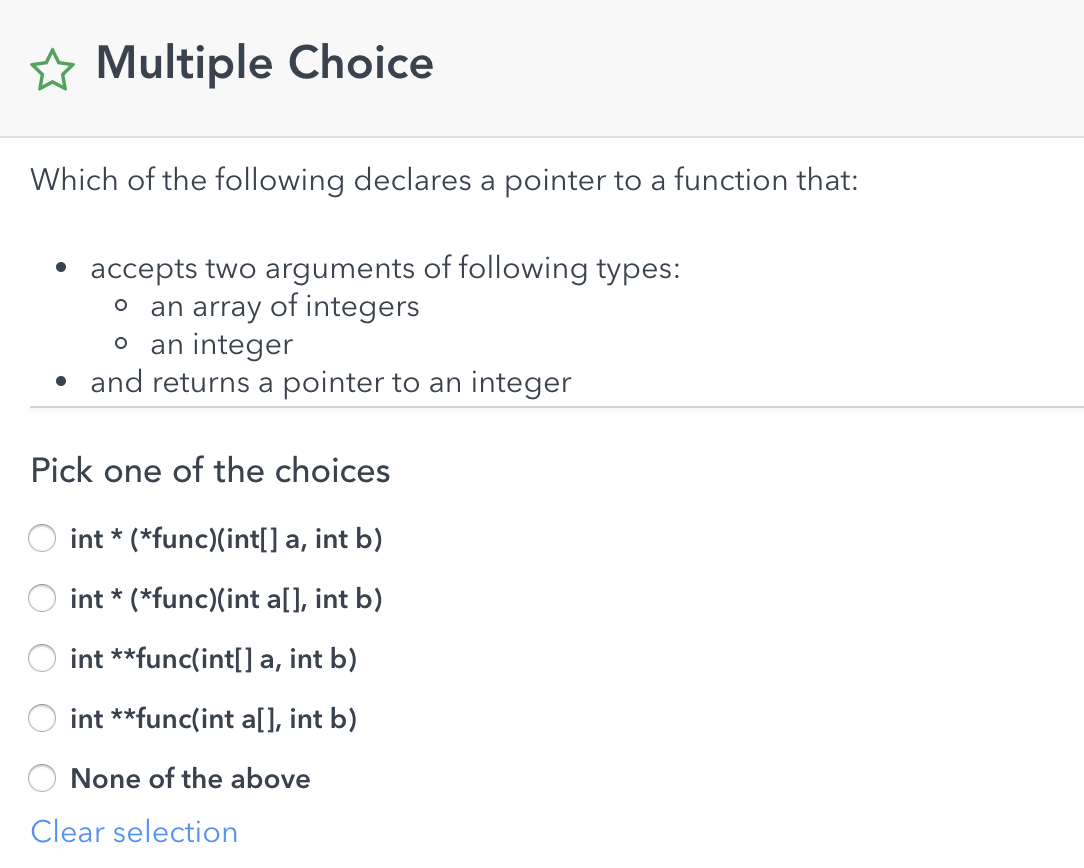 Multiple Choice
Which of the following declares a pointer to a function that:
accepts two arguments of following types:
an array of integers
an integer
and returns a pointer to an integer
Pick one of the choices
int * (*func)(int[] a, int b)
int * (*func)(int a[], int b)
int **func(int[] a, int b)
int **func(int a[], int b)
None of the above
Clear selection